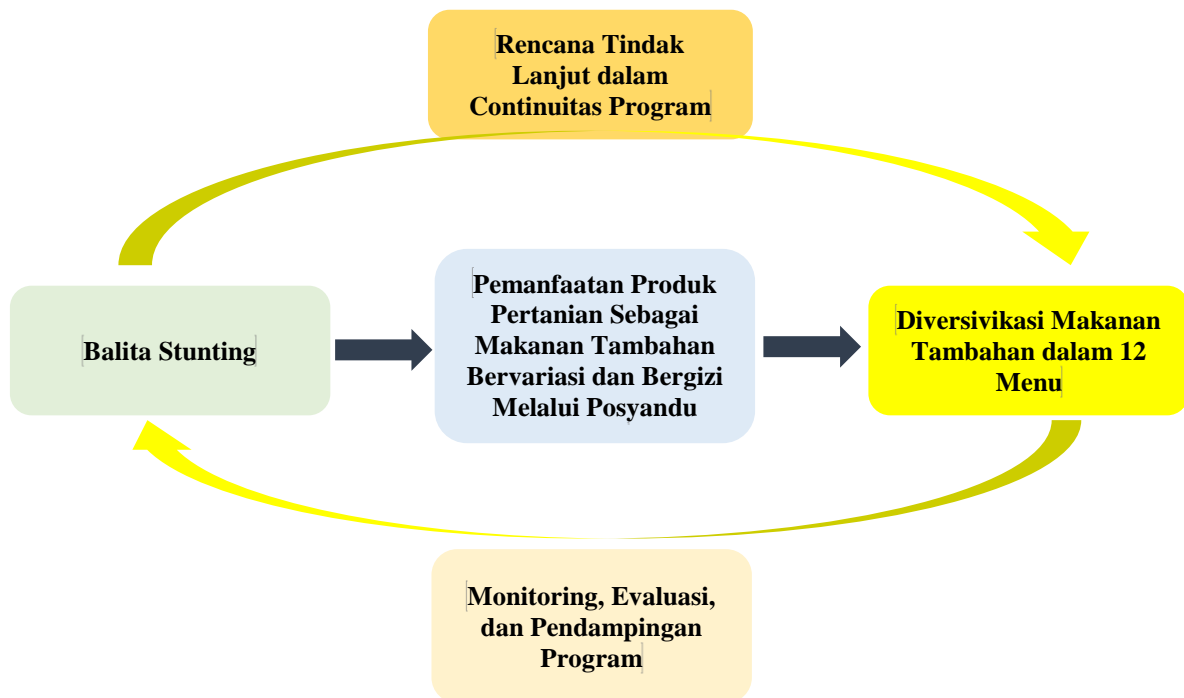 Rencana Tindak
Lanjut dalam
Continuitas Program
Balita Stunting
Pemanfaatan Produk
Pertanian Sebagai
Makanan Tambahan
Bervariasi dan Bergizi
Melalui Posyandu
Diversivikasi Makanan
Tambahan dalam 12
Menu
Monitoring, Evaluasi,
dan Pendampingan
Program